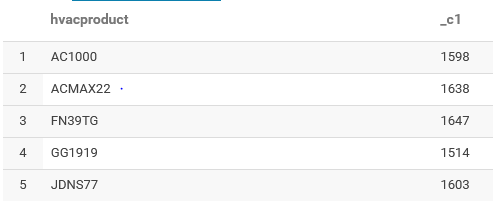 hvacproduct _c1
1 AC1000 1598
2 ACMAX22 1638
3 FN39TG 1647
4 GG1919 1514
5 JDNS77 1603